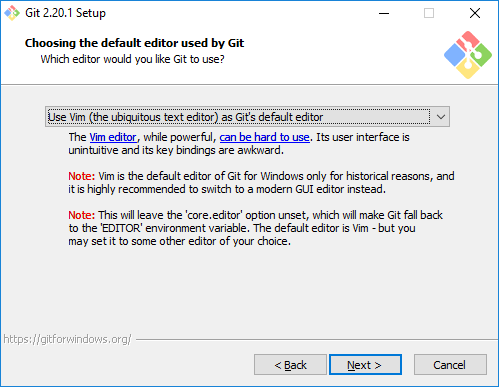 Git 2.20.1 Setup
Choosing the default editor used by Git
Which editor would you like Git to use?
Use Vim (the ubiquitous text editor) as Git's default editor
The Vim editor, while powerful, can be hard to use. Its user interface is
unintuitive and its key bindings are awkward.
Note: Vim is the default editor of Git for Windows only for historical reasons, and
it is highly recommended to switch to a modern GUI editor instead.
Note: This will leave the 'core.editor' option unset, which will make Git fall back
to the 'EDITOR' environment variable. The default editor is Vim - but you
may set it to some other editor of your choice.
https://gitforwindows.org/
< Back Next > Cancel